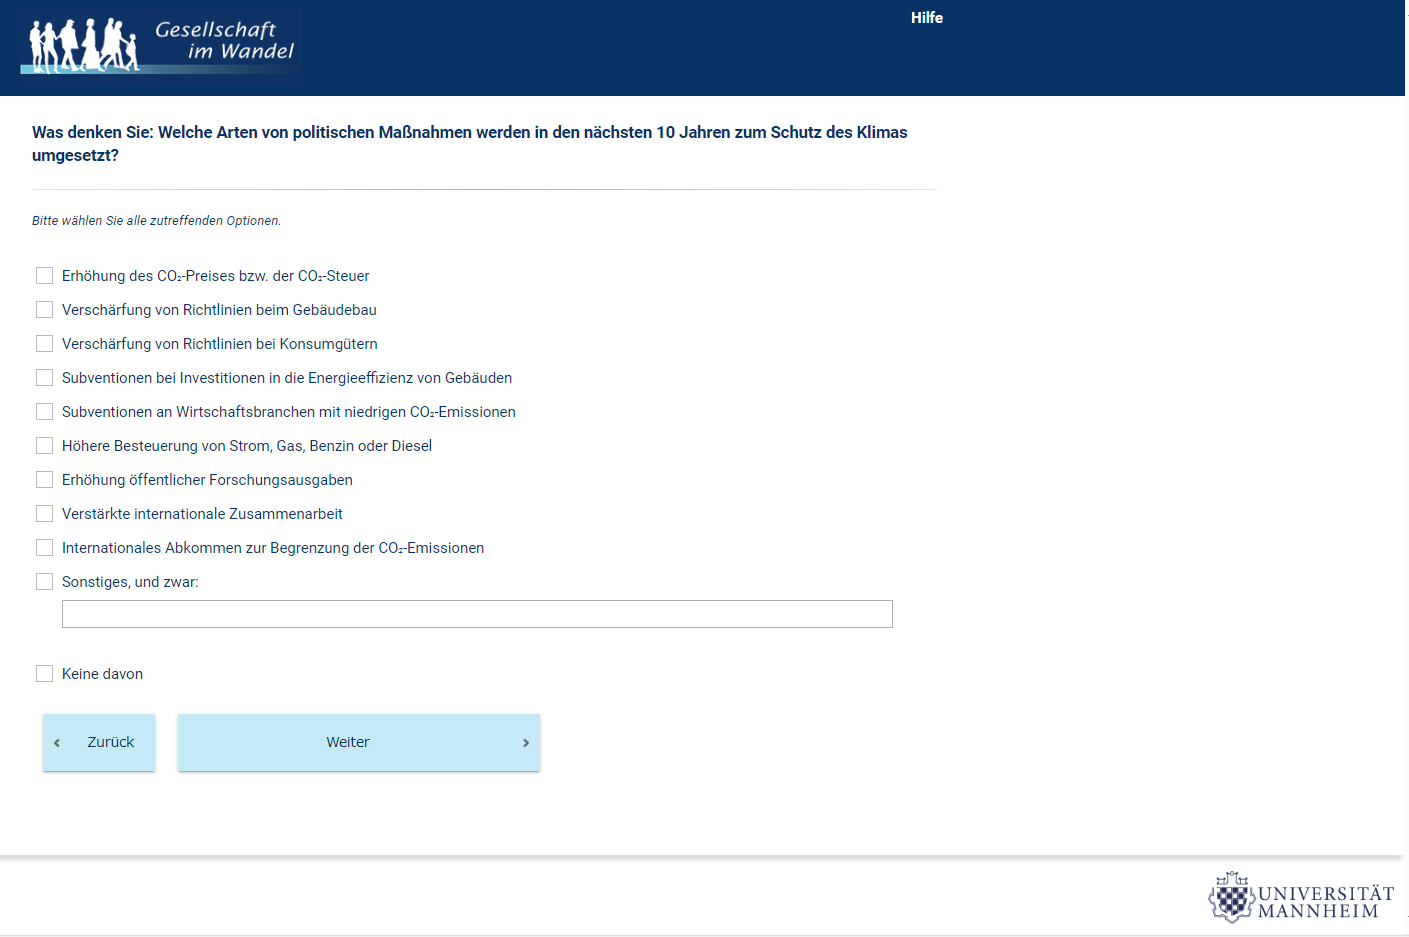 Gesellschaft
im Wandel
Hilfe
Was denken Sie: Welche Arten von politischen Maßnahmen werden in den nächsten 10 Jahren zum Schutz des Klimas
umgesetzt?
Bitte wählen Sie alle zutreffenden Optionen.
Erhöhung des CO₂-Preises bzw. der CO₂-Steuer
Verschärfung von Richtlinien beim Gebäudebau
Verschärfung von Richtlinien bei Konsumgütern
Subventionen bei Investitionen in die Energieeffizienz von Gebäuden
Subventionen an Wirtschaftsbranchen mit niedrigen CO₂-Emissionen
Höhere Besteuerung von Strom, Gas, Benzin oder Diesel
Erhöhung öffentlicher Forschungsausgaben
Verstärkte internationale Zusammenarbeit
Internationales Abkommen zur Begrenzung der CO₂-Emissionen
Sonstiges, und zwar:
Keine davon
‹ Zurück
Weiter ›
UNIVERSITÄT
MANNHEIM